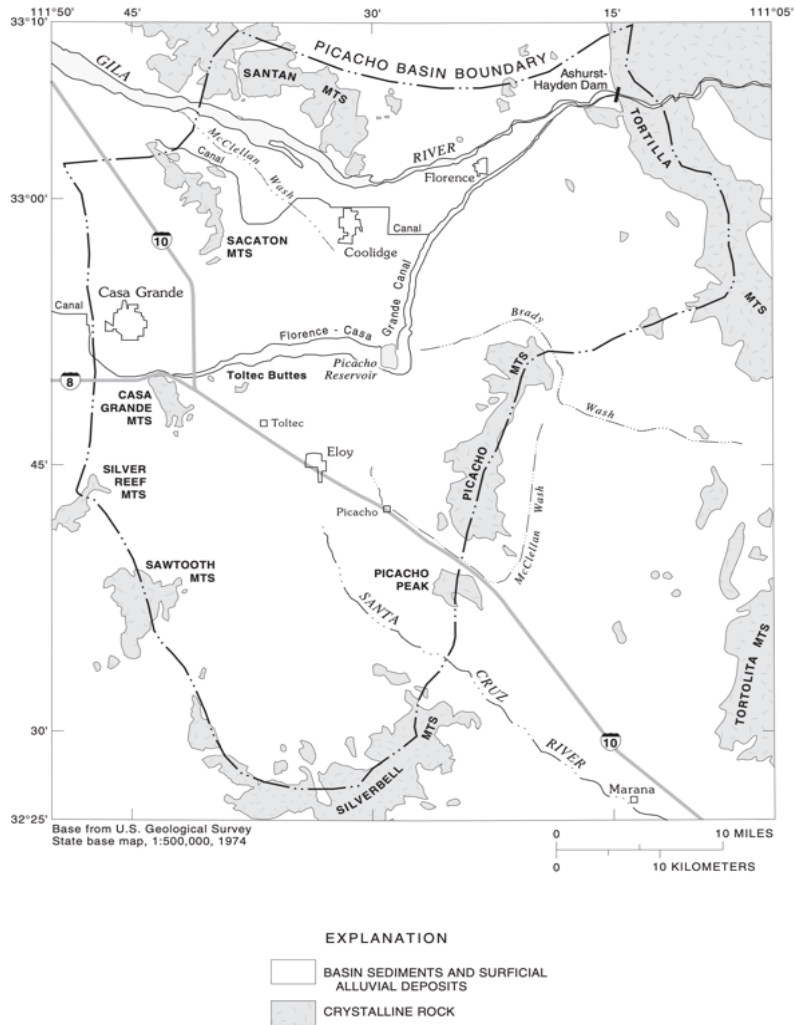 111°50'
45'
30'
15'
111°05'
33°10'
PICACHO BASIN BOUNDARY
GILA
SANTAN
MTS
Ashurst-
Hayden Dam
McClellan
Wash
Canal
RIVER
Florence
TORTILLA
MTS
33°00'
10
SACATON
MTS
Coolidge
Canal
Casa Grande
Canal
Florence - Casa
Grande Canal
Brady
Wash
Picacho
Reservoir
Toltec Buttes
8
CASA
GRANDE
MTS
MTS
PICACHO
Toltec
Eloy
45'
SILVER
REEF
MTS
Picacho
McClellan
Wash
SAWTOOTH
MTS
PICACHO
PEAK
SANTA
CRUZ
RIVER
TORTOLITA MTS
30'
10
SILVERBELL
MTS
Marana
32°25'
Base from U.S. Geological Survey
State base map, 1:500,000, 1974
0 10 MILES
0 10 KILOMETERS
EXPLANATION
BASIN SEDIMENTS AND SURFICIAL
ALLUVIAL DEPOSITS
CRYSTALLINE ROCK